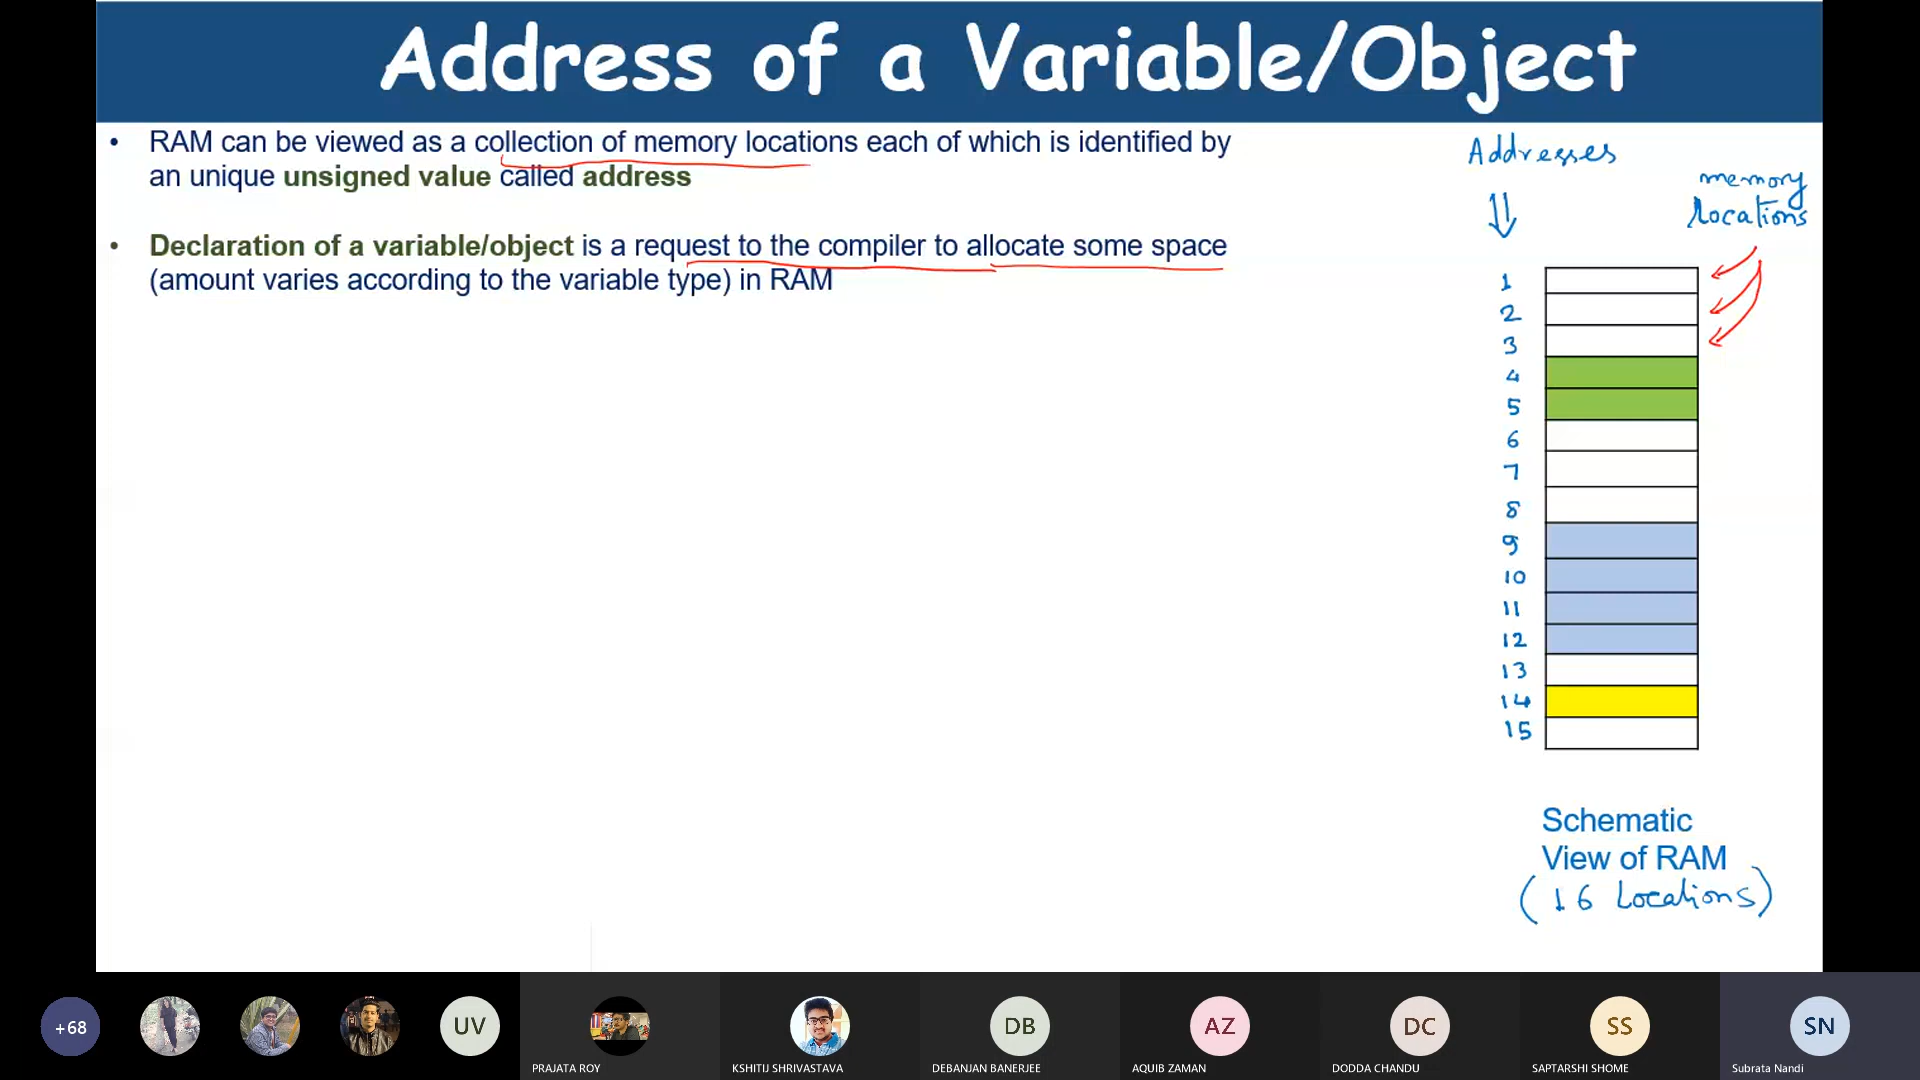 Address of a Variable/Object
• RAM can be viewed as a collection of memory locations each of which is identified by
an unique unsigned value called address
• Declaration of a variable/object is a request to the compiler to allocate some space
(amount varies according to the variable type) in RAM
Addresses
memory
locations
1
2
3
4
5
6
7
8
9
10
11
12
13
14
15
Schematic
View of RAM
(16 Locations)
+68
UV
PRAJATA ROY
KSHITIJ SHRIVASTAVA
DB
DEBANJAN BANERJEE
AZ
AQUIB ZAMAN
DC
DODDA CHANDU
SS
SAPTARSHI SHOME
SN
Subrata Nandi